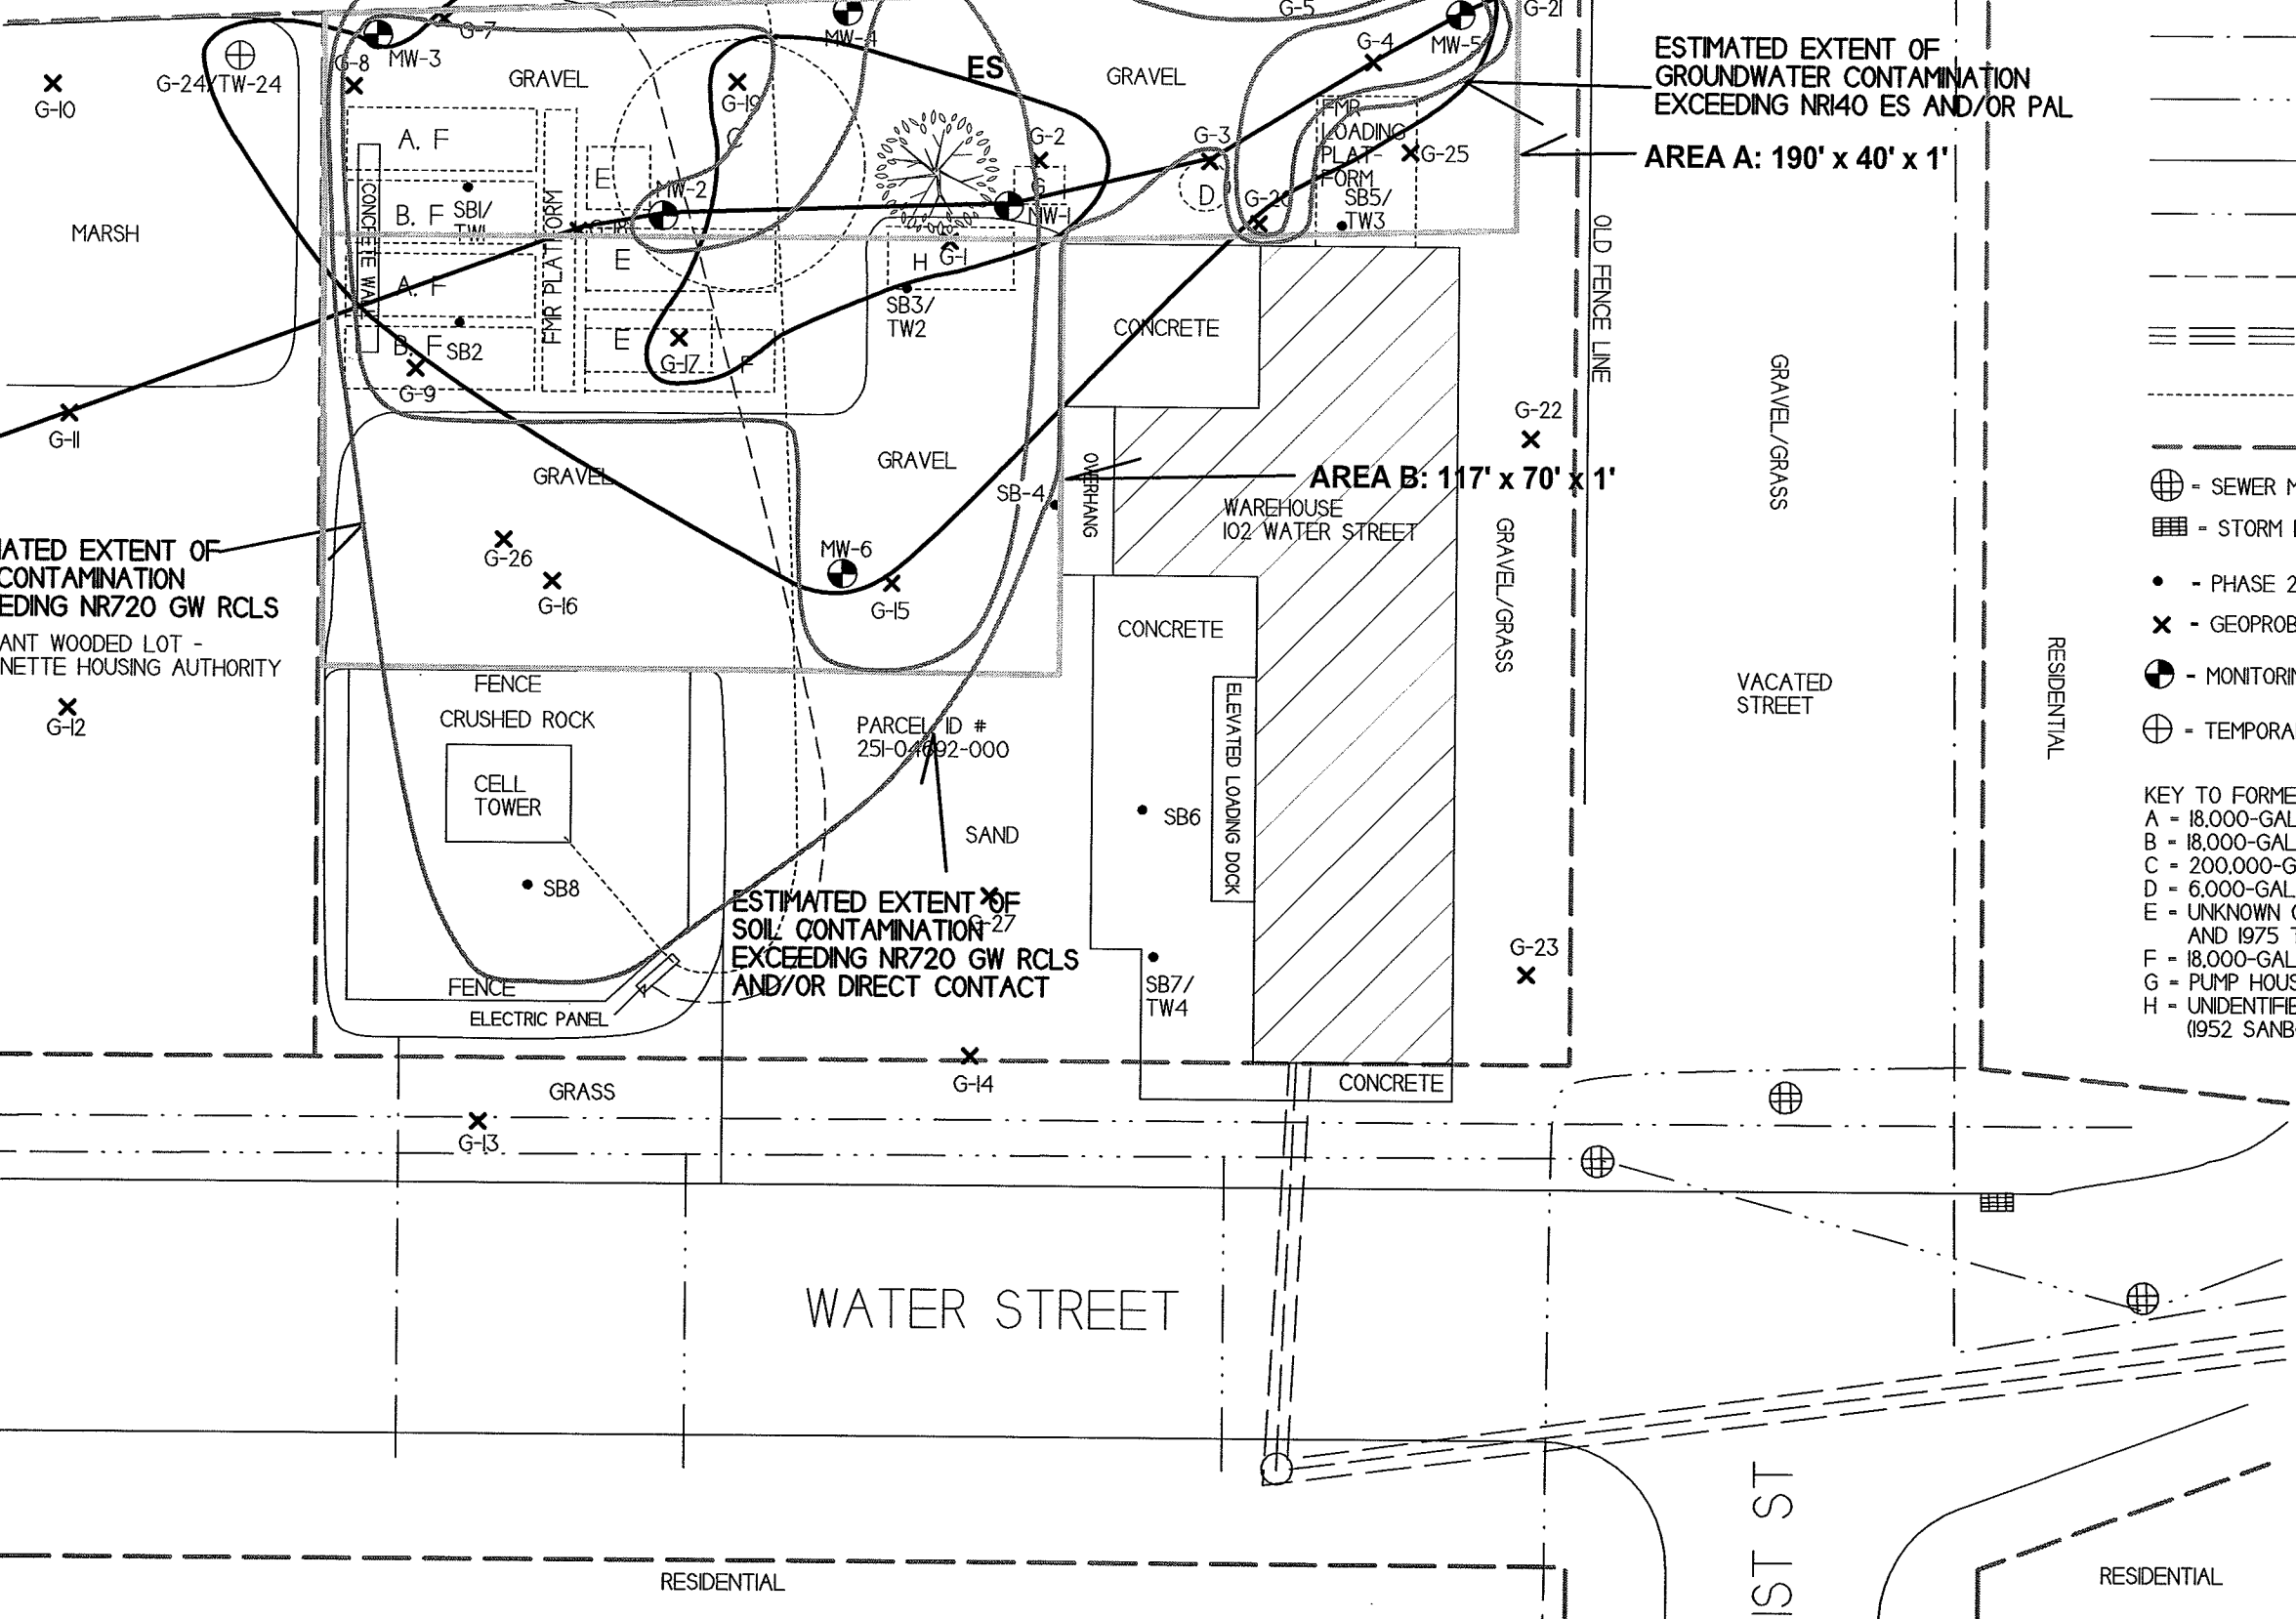 G-5
G-21
G-7
MW-4
G-4
MW-5
MW-3
G-8
G-24/TW-24
G-10
GRAVEL
G-19
C
ES
GRAVEL
ESTIMATED EXTENT OF
GROUNDWATER CONTAMINATION
EXCEEDING NR140 ES AND/OR PAL
AREA A: 190' x 40' x 1'
A. F
E
G-2
G-3
FMR
LOADING
PLAT-
FORM
G-25
MARSH
CONCRETE WALL
B. F
SB1/
TW1
FMR PLATFORM
G-18
MW-2
G
MW-1
D
G-20
SB5/
TW3
OLD FENCE LINE
A. F
E
H
G-1
SB3/
TW2
CONCRETE
B. F
SB2
G-9
E
G-17
F
G-11
G-22
GRAVEL/GRASS
GRAVEL
GRAVEL
OVERHANG
AREA B: 117' x 70' x 1'
SB-4
WAREHOUSE
102 WATER STREET
GRAVEL/GRASS
- SEWER M
- STORM
- PHASE 2
- GEOPROB
- MONITORIN
- TEMPORA
MATED EXTENT OF
CONTAMINATION
EEDING NR720 GW RCLS
ANT WOODED LOT -
NETTE HOUSING AUTHORITY
G-12
G-26
G-16
MW-6
G-15
CONCRETE
RESIDENTIAL
VACATED
STREET
FENCE
CRUSHED ROCK
CELL
TOWER
SB8
FENCE
ELECTRIC PANEL
PARCEL ID #
251-04692-000
SAND
ELEVATED LOADING DOCK
SB6
ESTIMATED EXTENT OF
SOIL CONTAMINATION
EXCEEDING NR720 GW RCLS
AND/OR DIRECT CONTACT
G-27
SB7/
TW4
G-23
KEY TO FORME
A = 18,000-GAL
B = 18,000-GAL
C = 200,000-G
D = 6,000-GAL
E = UNKNOWN
AND 1975
F = 18,000-GAL
G = PUMP HOUS
H = UNIDENTIFIE
(1952 SANB
G-14
CONCRETE
GRASS
G-13
WATER STREET
1ST ST
RESIDENTIAL
RESIDENTIAL